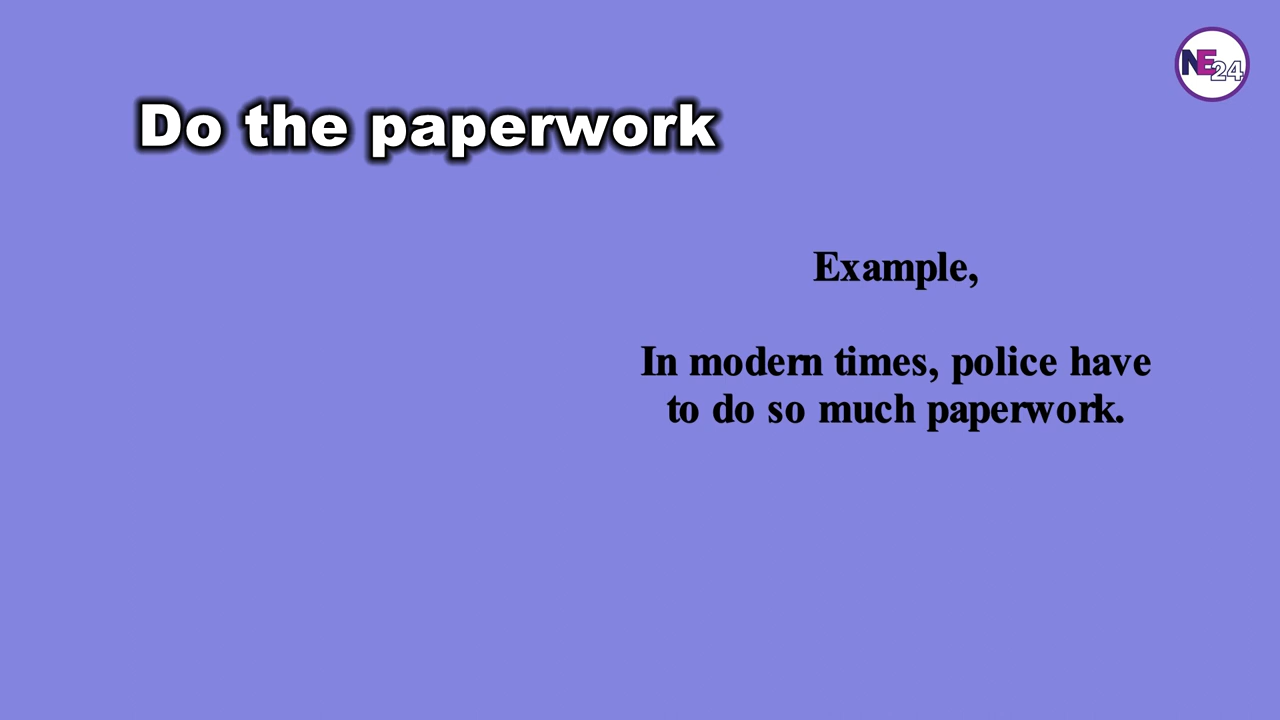 NE24
Do the paperwork
Example,
In modern times, police have
to do so much paperwork.